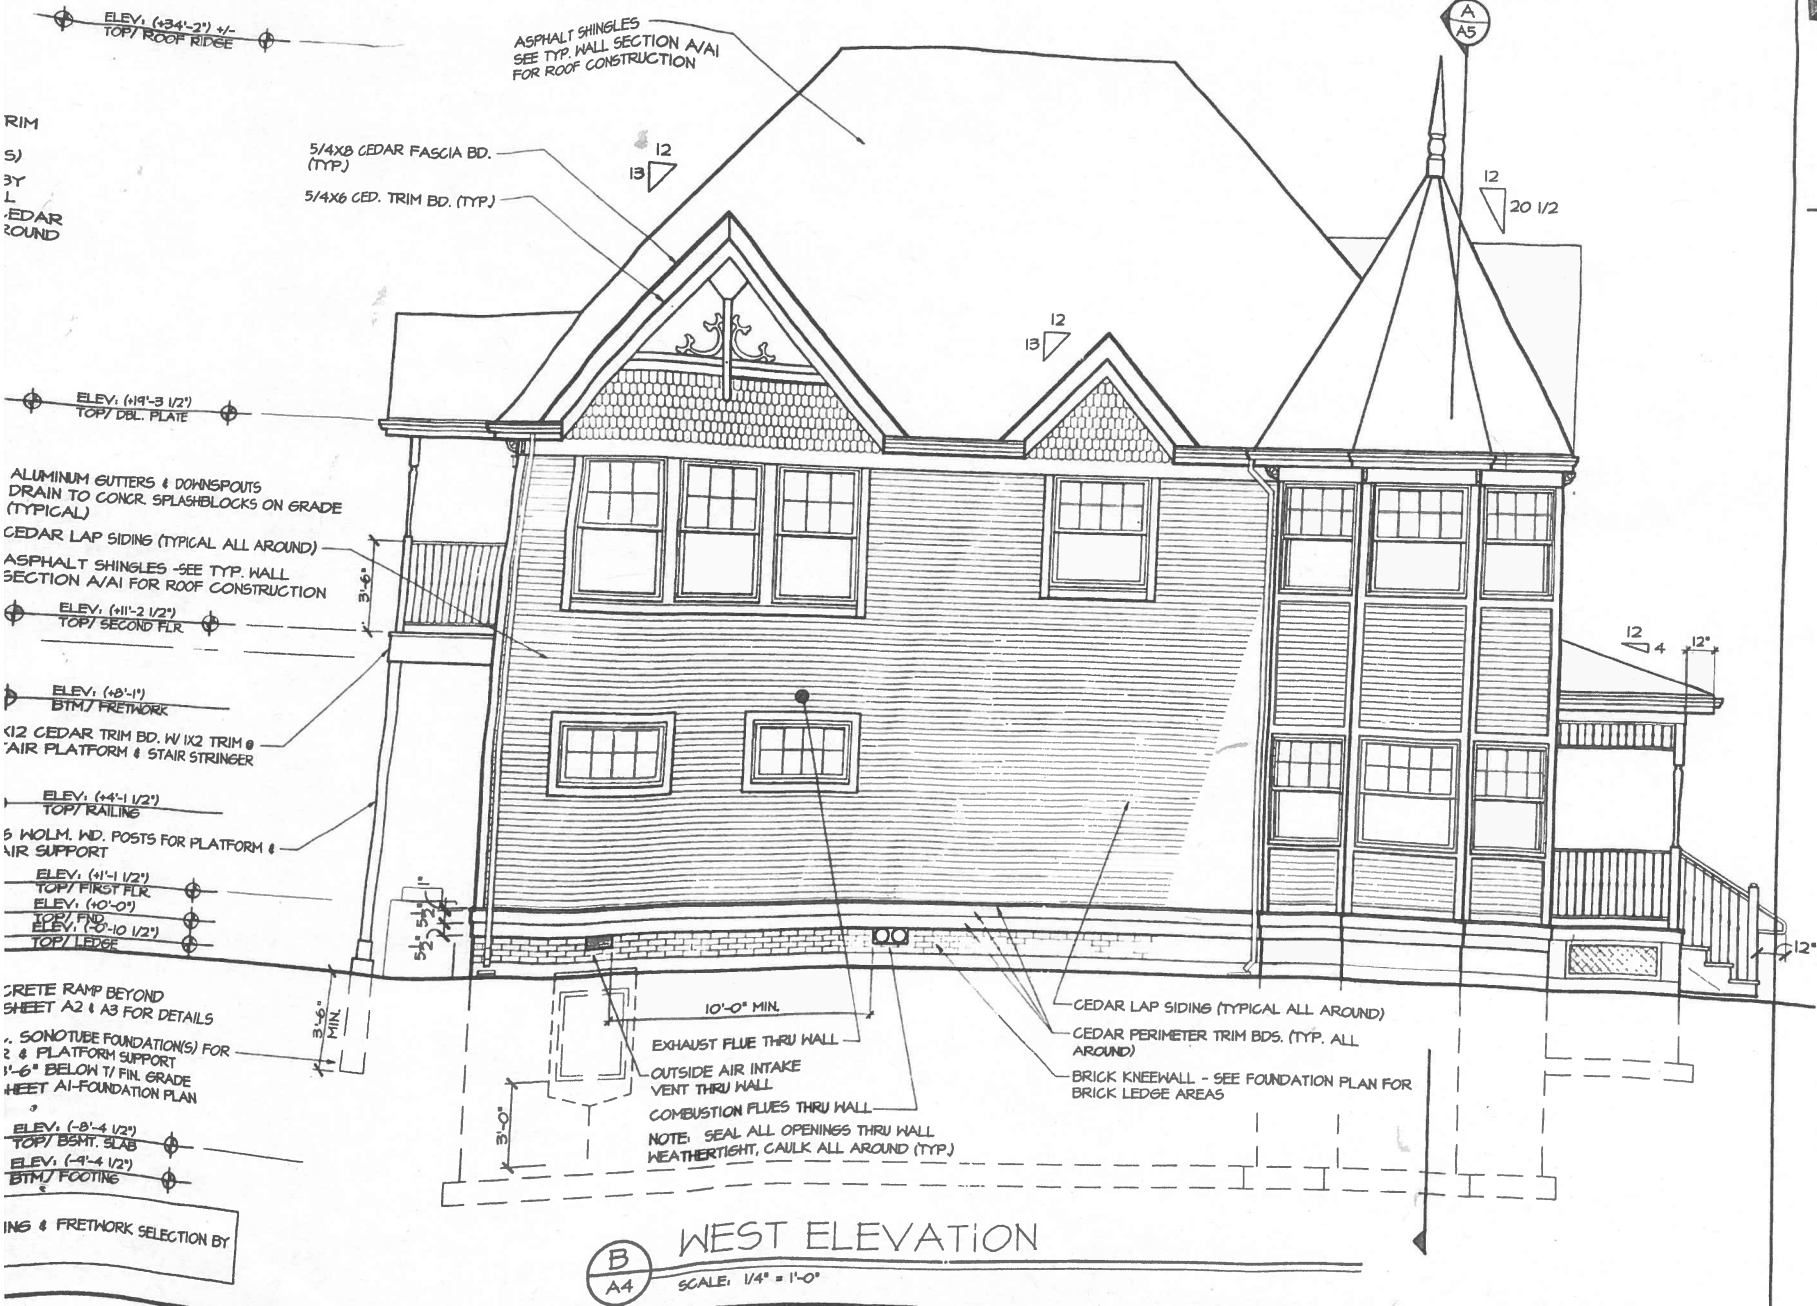 ELEV: (+34'-2") +/-
TOP/ ROOF RIDGE
ASPHALT SHINGLES
SEE TYP. WALL SECTION A/A1
FOR ROOF CONSTRUCTION
A
A5
RIM
S)
BY
L
CEDAR
ROUND
5/4X8 CEDAR FASCIA BD.
(TYP.)
5/4X6 CED. TRIM BD. (TYP.)
12
13
12
20 1/2
12
13
ELEV: (+19'-3 1/2")
TOP/ DBL. PLATE
ALUMINUM GUTTERS & DOWNSPOUTS
DRAIN TO CONCR. SPLASHBLOCKS ON GRADE
(TYPICAL)
CEDAR LAP SIDING (TYPICAL ALL AROUND)
ASPHALT SHINGLES -SEE TYP. WALL
SECTION A/A1 FOR ROOF CONSTRUCTION
3'-6"
ELEV: (+11'-2 1/2")
TOP/ SECOND FLR
12
4
12"
ELEV: (+8'-1")
BTM./ FRETWORK
X12 CEDAR TRIM BD. W/ 1X2 TRIM @
AIR PLATFORM & STAIR STRINGER
ELEV: (+4'-1 1/2")
TOP/ RAILING
6 WOLM. WD. POSTS FOR PLATFORM &
AIR SUPPORT
ELEV: (+1'-1 1/2")
TOP/ FIRST FLR
ELEV: (+0'-0")
TOP/ FND
ELEV: (-0'-10 1/2")
TOP/ LEDGE
1"
5 1/2"
5 1/2"
12"
CRETE RAMP BEYOND
SHEET A2 & A3 FOR DETAILS
3'-6"
MIN.
. SONOTUBE FOUNDATION(S) FOR
R & PLATFORM SUPPORT
3'-6" BELOW T/ FIN. GRADE
HEET A1-FOUNDATION PLAN
10'-0" MIN.
EXHAUST FLUE THRU WALL
OUTSIDE AIR INTAKE
VENT THRU WALL
COMBUSTION FLUES THRU WALL
NOTE: SEAL ALL OPENINGS THRU WALL
WEATHERTIGHT, CAULK ALL AROUND (TYP.)
3'-0"
CEDAR LAP SIDING (TYPICAL ALL AROUND)
CEDAR PERIMETER TRIM BDS. (TYP. ALL
AROUND)
BRICK KNEEWALL - SEE FOUNDATION PLAN FOR
BRICK LEDGE AREAS
ELEV: (-8'-4 1/2")
TOP/ BSMT. SLAB
ELEV: (-9'-4 1/2")
BTM./ FOOTING
ING & FRETWORK SELECTION BY
B
A4
WEST ELEVATION
SCALE: 1/4" = 1'-0"